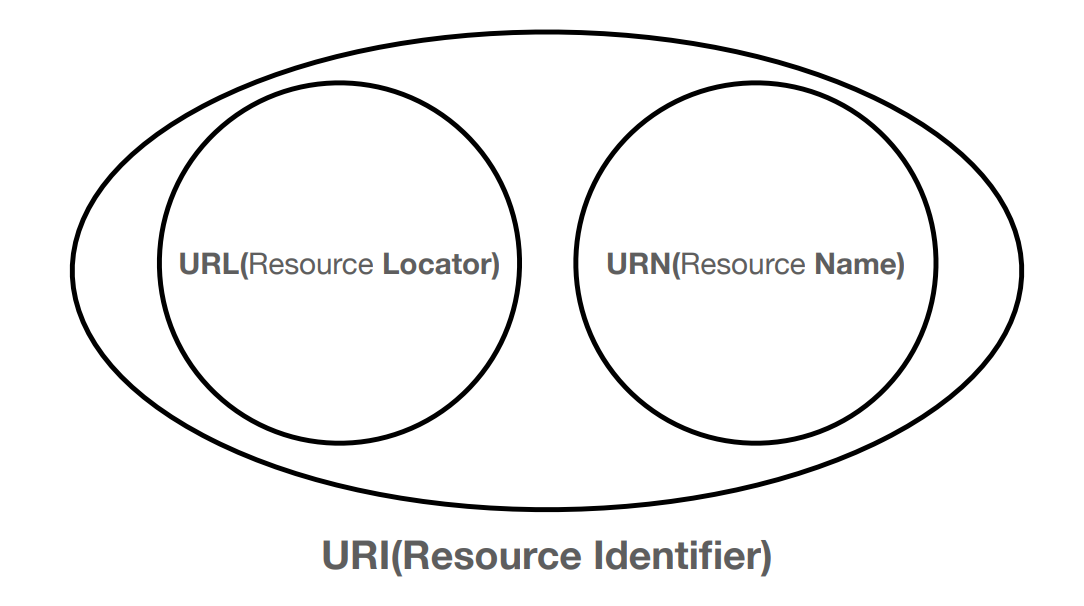 URL(Resource Locator)
URN(Resource Name)
URI(Resource Identifier)